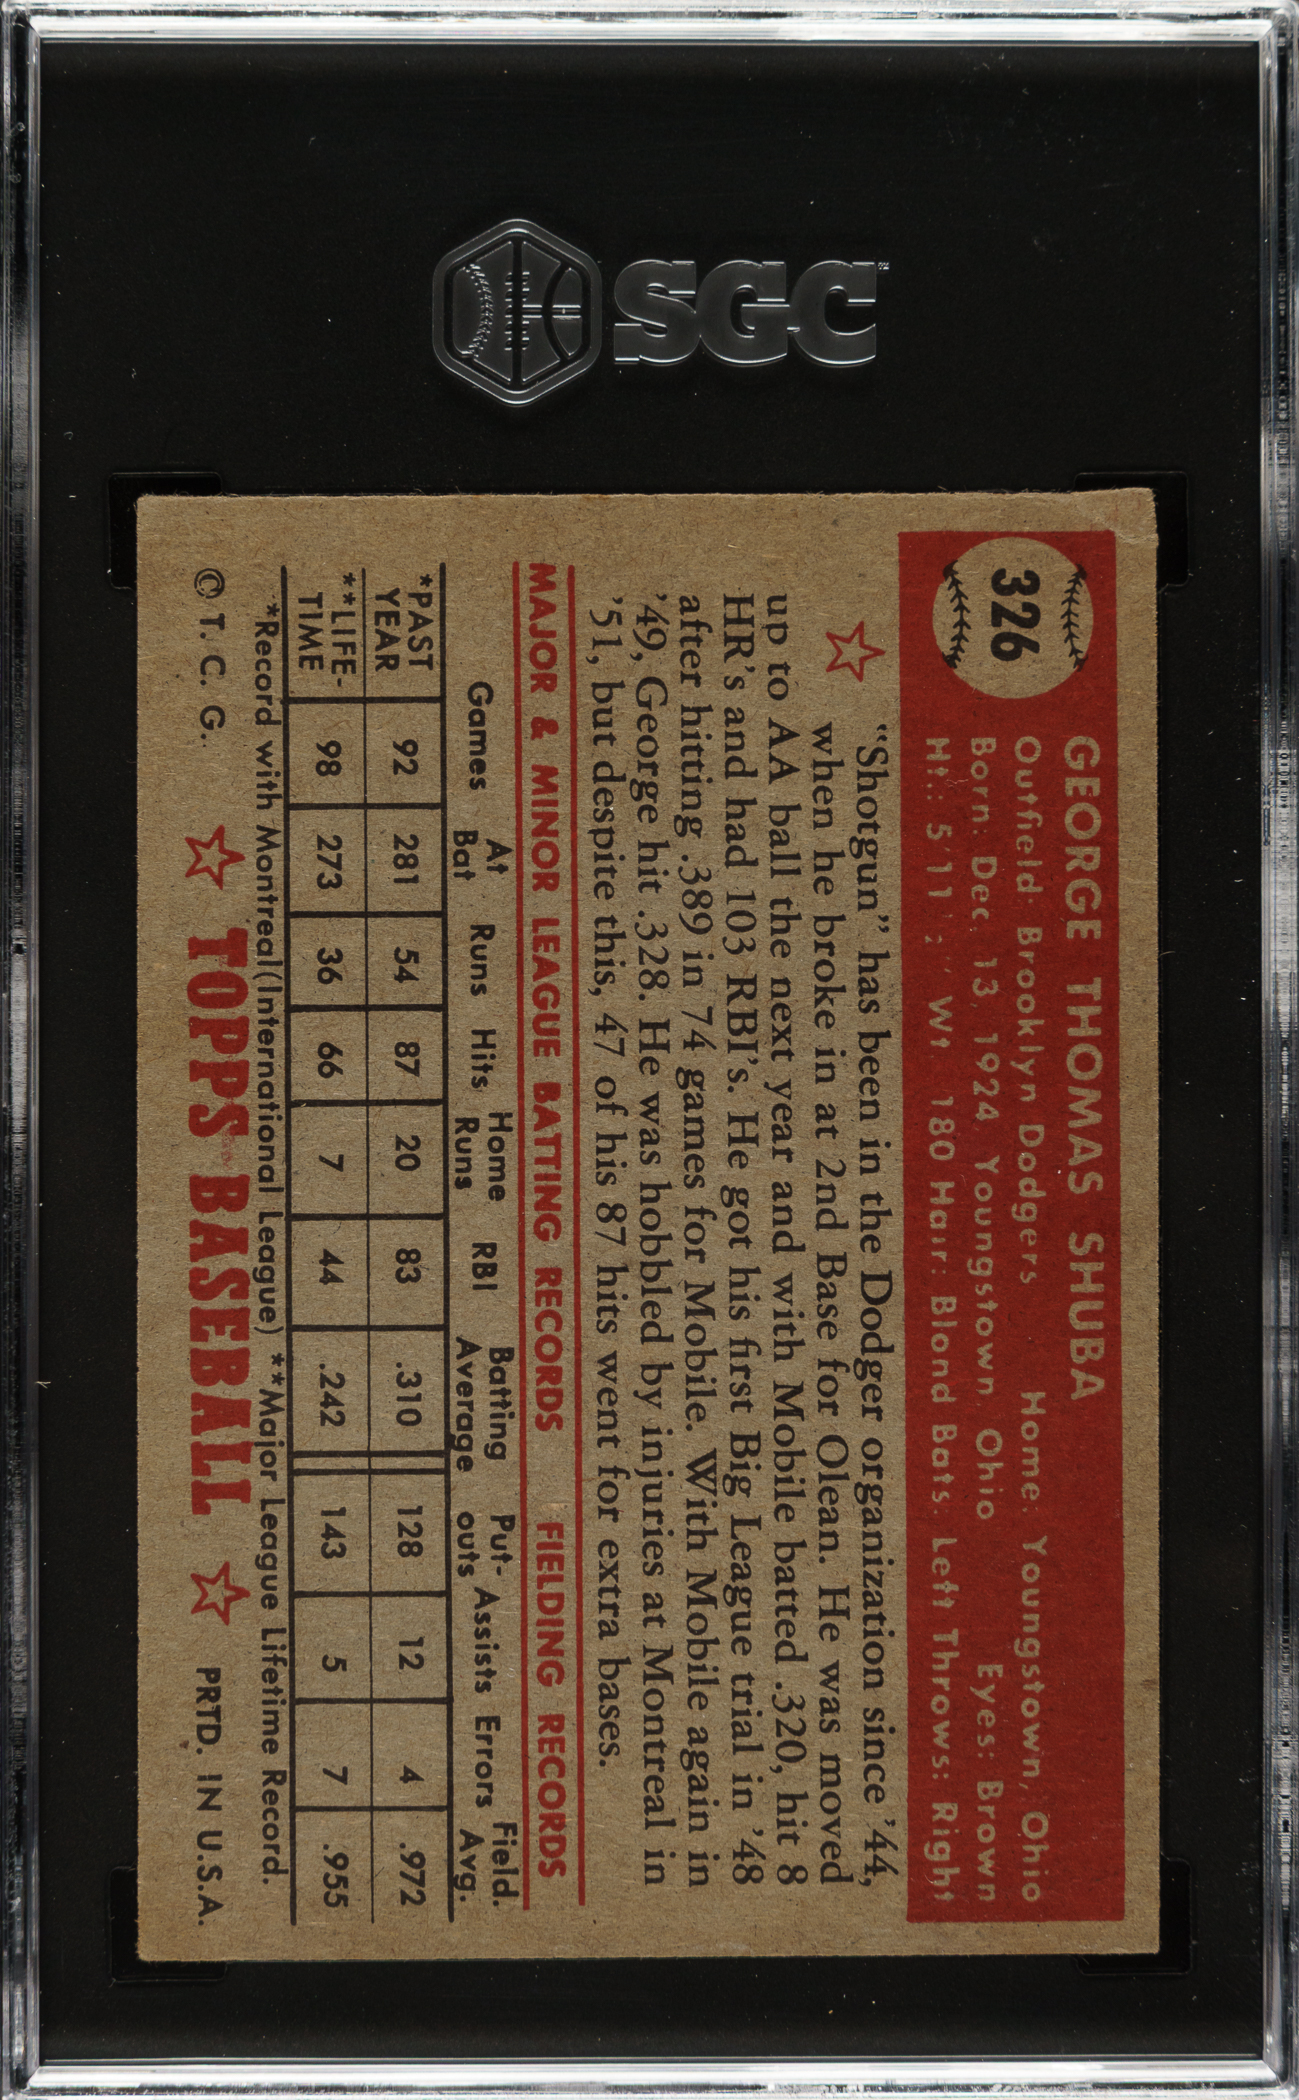 SGC
326
GEORGE THOMAS SHUBA
Outfield: Brooklyn Dodgers Home: Youngstown, Ohio
Born: Dec. 13, 1924, Youngstown, Ohio Eyes: Brown
Ht.: 5'11 Wt. 180 Hair: Blond Bats: Left Throws: Right
"Shotgun" has been in the Dodger organization since '44,
when he broke in at 2nd Base for Olean. He was moved
up to AA ball the next year and with Mobile batted .320, hit 8
HR's and had 103 RBI's. He got his first Big League trial in '48
after hitting .389 in 74 games for Mobile. With Mobile again in
'49, George hit .328. He was hobbled by injuries at Montreal in
'51, but despite this, 47 of his 87 hits went for extra bases.
MAJOR & MINOR LEAGUE BATTING RECORDS FIELDING RECORDS
Games At Bat Runs Hits Home Runs RBI Batting Average Put-outs Assists Errors Field. Avg.
*PAST YEAR 92 281 54 87 20 83 .310 128 12 4 .972
**LIFE-TIME 98 273 36 66 7 44 .242 143 5 7 .955
*Record with Montreal(International League) **Major League Lifetime Record.
© T. C. G. TOPPS BASEBALL PRTD. IN U.S.A.